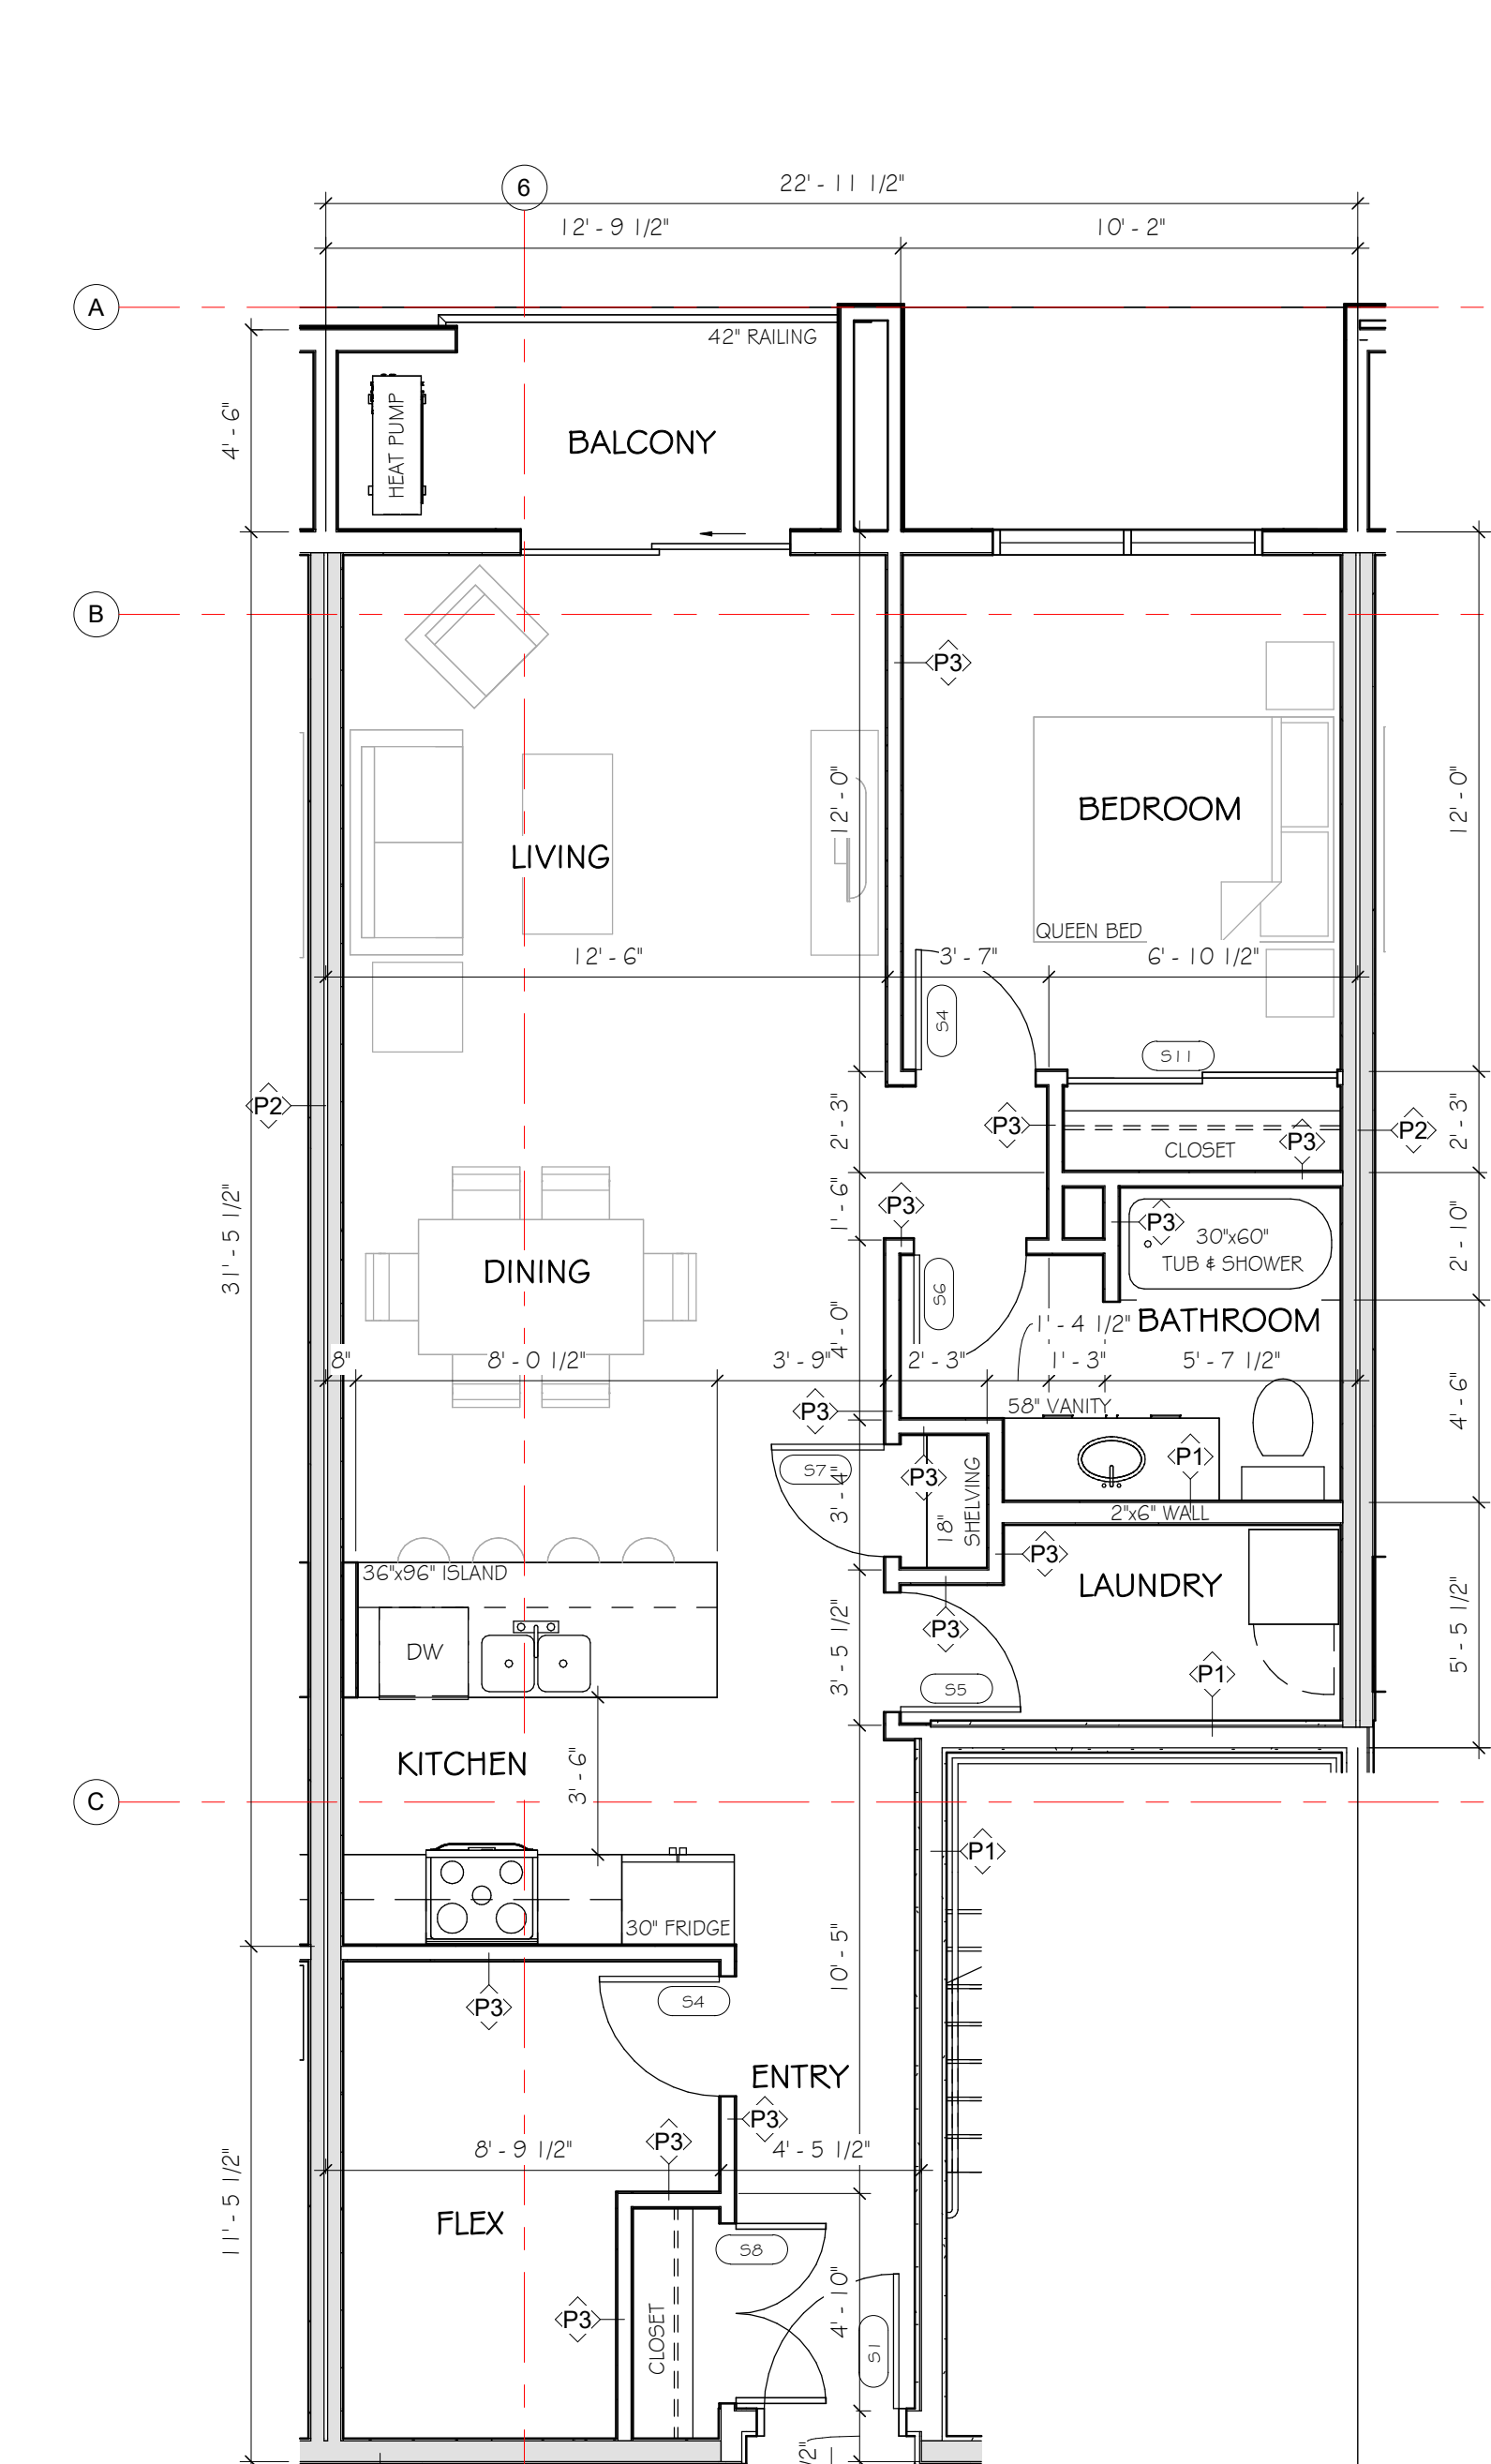 22' - 11 1/2"
6
12' - 9 1/2"
10' - 2"
A
42" RAILING
4' - 6"
HEAT PUMP
BALCONY
B
P3
12' - 0"
BEDROOM
12' - 0"
LIVING
QUEEN BED
12' - 6"
3' - 7"
6' - 10 1/2"
S4
S11
P2
2' - 3"
P3
CLOSET
P3
P2
2' - 3"
31' - 5 1/2"
1' - 6"
P3
P3
30"x60"
TUB & SHOWER
2' - 10"
DINING
S6
4' - 0"
1' - 4 1/2"
BATHROOM
8"
8' - 0 1/2"
3' - 9"
2' - 3"
1' - 3"
5' - 7 1/2"
4' - 6"
P3
58" VANITY
S7
3' - 4"
P3
18"
SHELVING
P1
2"x6" WALL
36"x96" ISLAND
P3
LAUNDRY
DW
P3
3' - 5 1/2"
S5
P1
5' - 5 1/2"
KITCHEN
3' - 6"
C
P1
30" FRIDGE
10' - 5"
P3
S4
ENTRY
P3
P3
8' - 9 1/2"
4' - 5 1/2"
11' - 5 1/2"
FLEX
S8
P3
CLOSET
4' - 10"
S1
/2"